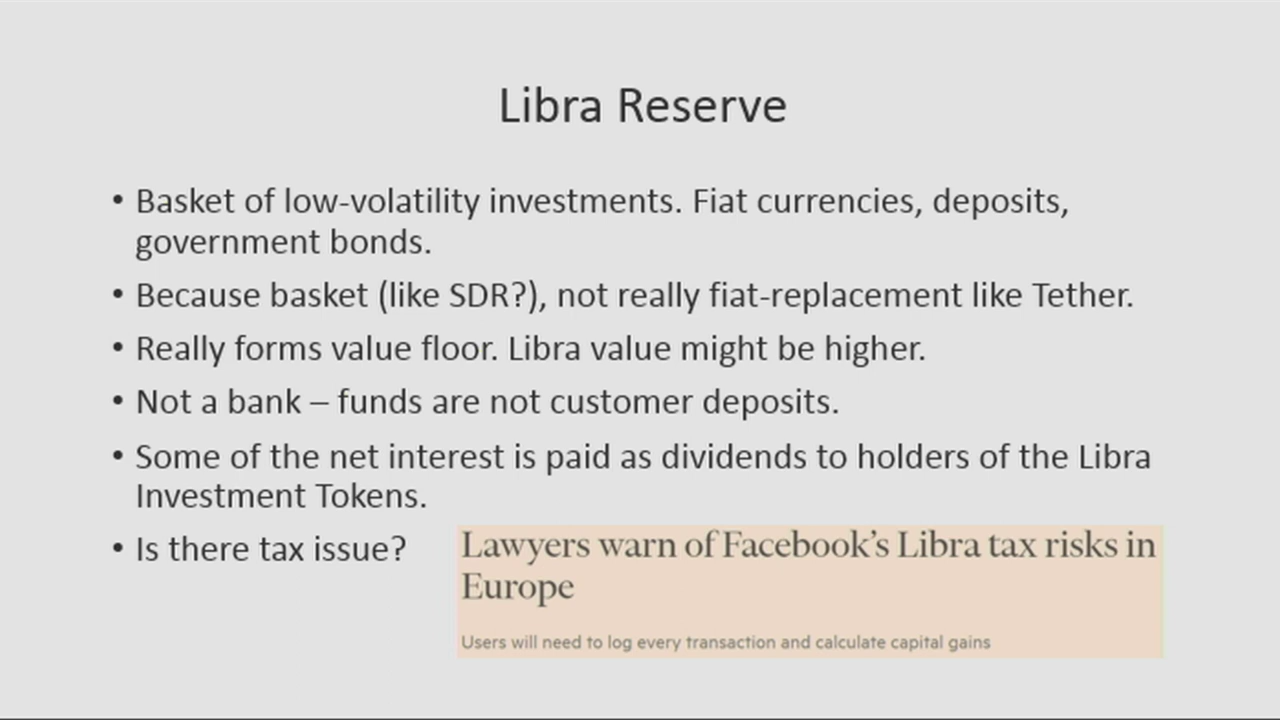 Libra Reserve
• Basket of low-volatility investments. Fiat currencies, deposits,
government bonds.
• Because basket (like SDR?), not really fiat-replacement like Tether.
• Really forms value floor. Libra value might be higher.
• Not a bank – funds are not customer deposits.
• Some of the net interest is paid as dividends to holders of the Libra
Investment Tokens.
• Is there tax issue?
Lawyers warn of Facebook’s Libra tax risks in
Europe
Users will need to log every transaction and calculate capital gains